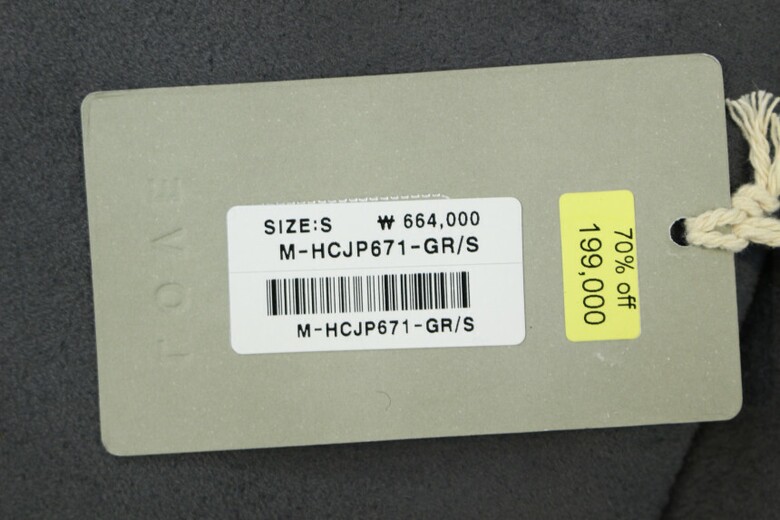 SIZE:S ₩ 664,000
M-HCJP671-GR/S
M-HCJP671-GR/S
70% off
199,000